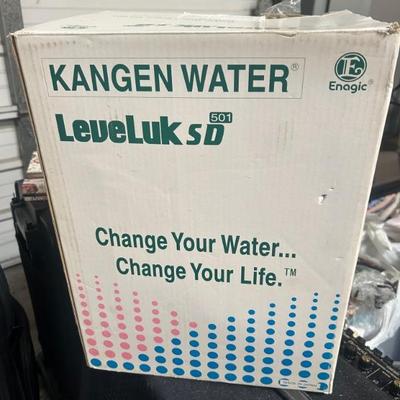 KANGEN WATER®
Enagic®
LeveLuk SD 501
Change Your Water...
Change Your Life.™